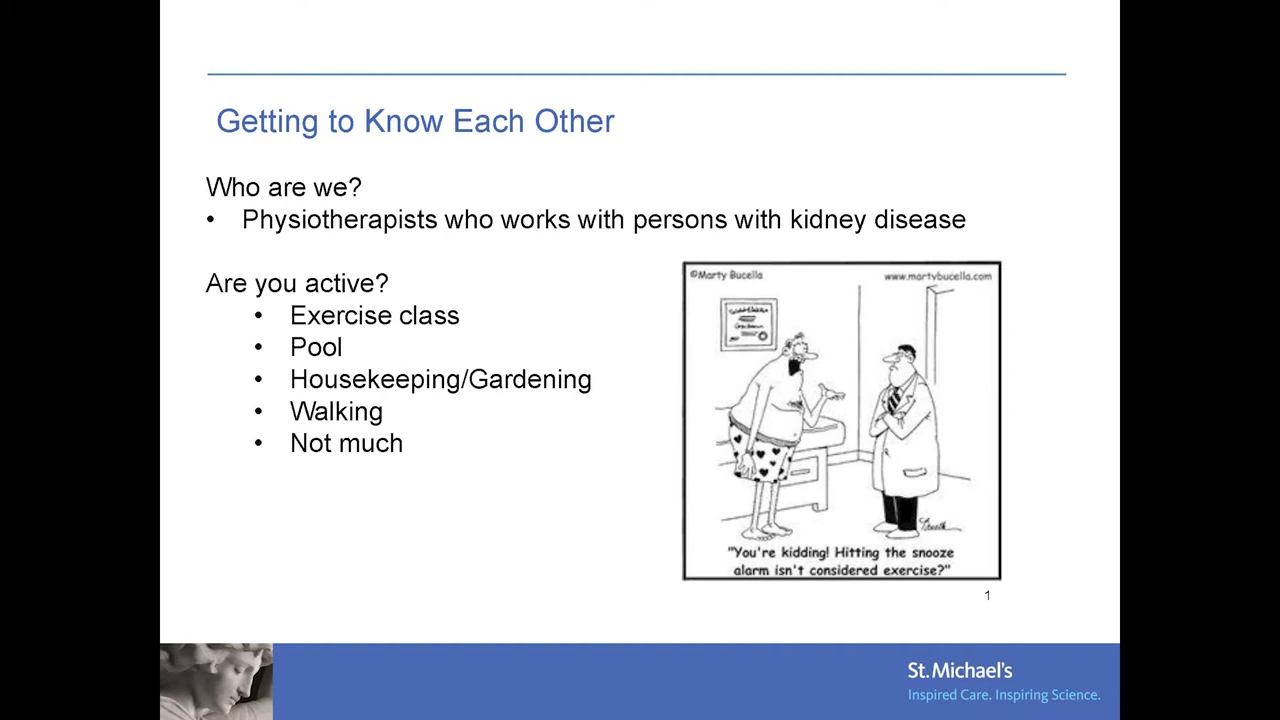 Getting to Know Each Other
Who are we?
• Physiotherapists who works with persons with kidney disease
Are you active?
• Exercise class
• Pool
• Housekeeping/Gardening
• Walking
• Not much
©Marty Bucella www.martybucella.com
"You're kidding! Hitting the snooze
alarm isn't considered exercise?"
1
St. Michael's
Inspired Care. Inspiring Science.